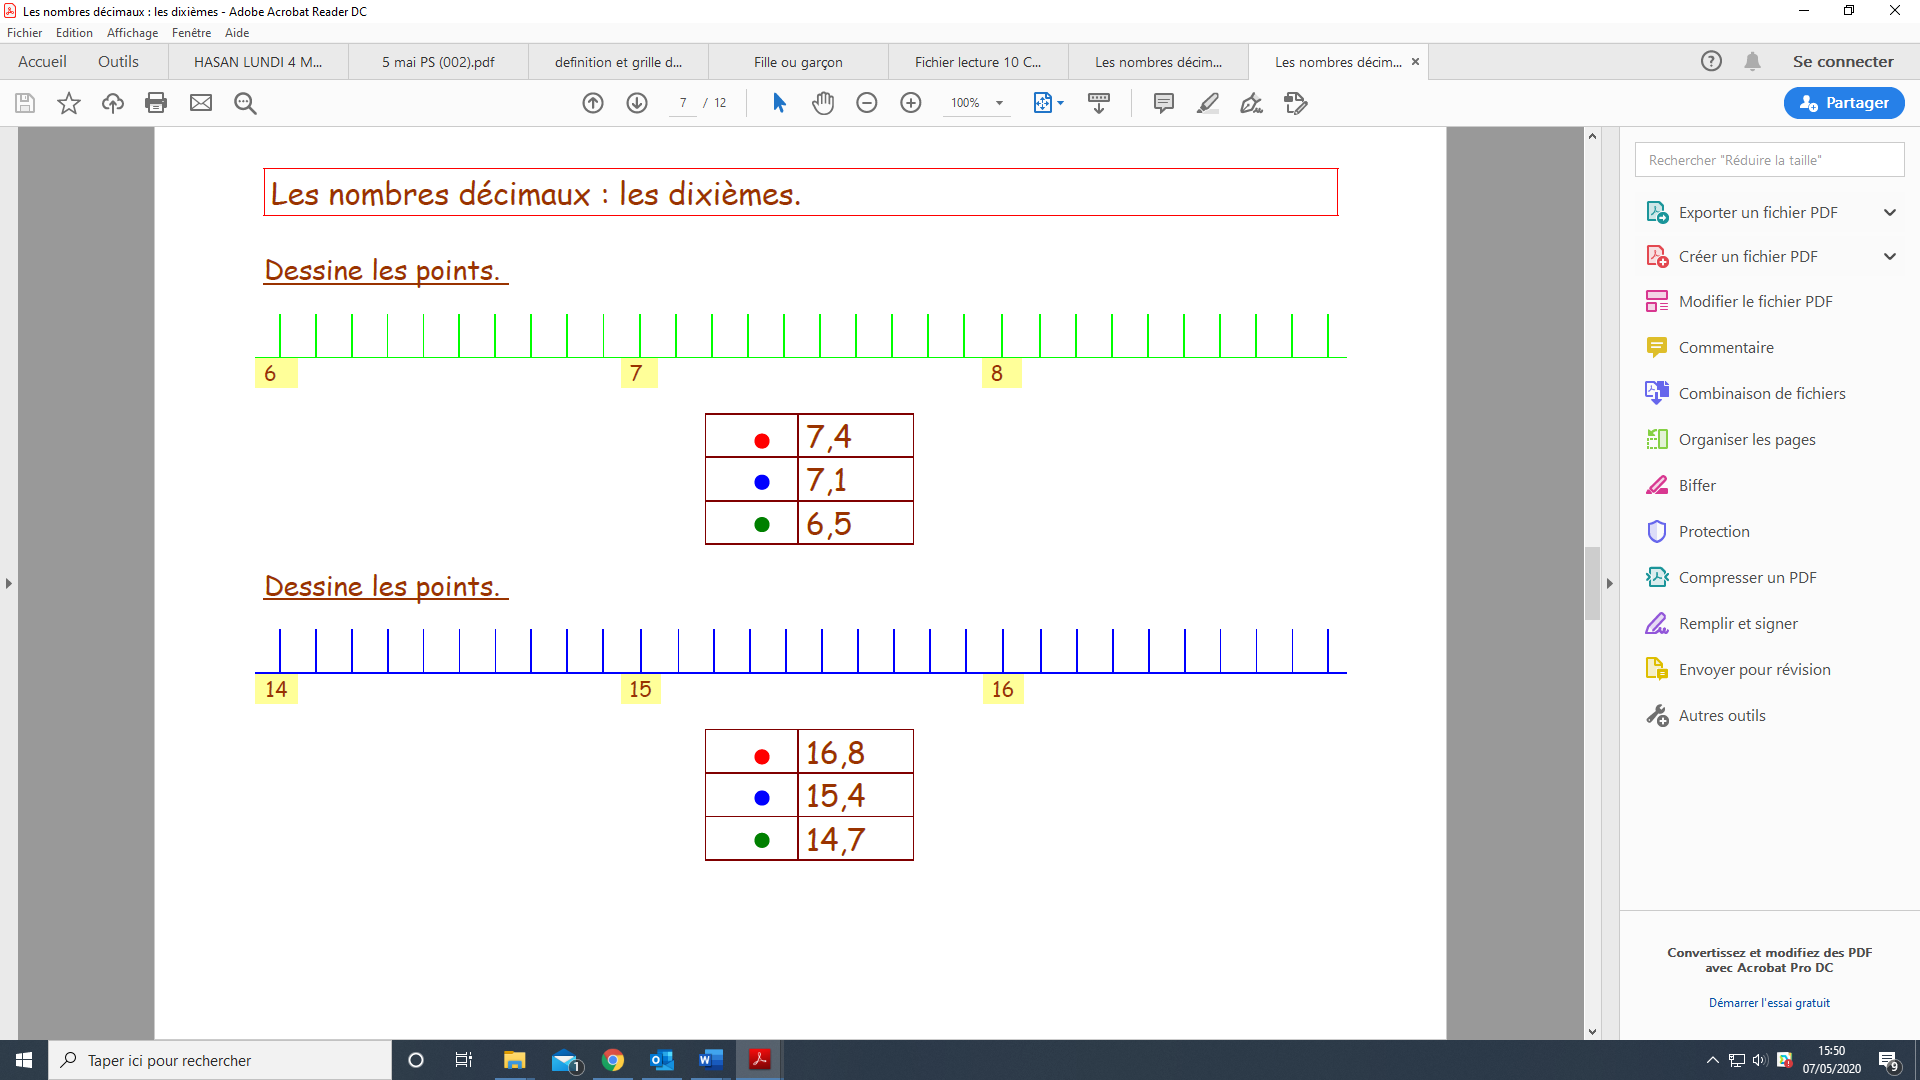 Les nombres décimaux : les dixièmes - Adobe Acrobat Reader DC
Fichier Edition Affichage Fenêtre Aide
Accueil Outils HASAN LUNDI 4 M... 5 mai PS (002).pdf definition et grille d... Fille ou garçon Fichier lecture 10 C... Les nombres décim... Les nombres décim... × Se connecter
7 / 12 100% Partager
Rechercher "Réduire la taille"
Exporter un fichier PDF
Créer un fichier PDF
Modifier le fichier PDF
Commentaire
Combinaison de fichiers
Organiser les pages
Biffer
Protection
Compresser un PDF
Remplir et signer
Envoyer pour révision
Autres outils
Convertissez et modifiez des PDF
avec Acrobat Pro DC
Démarrer l'essai gratuit
Les nombres décimaux : les dixièmes.
Dessine les points.
6 7 8
7,4
7,1
6,5
Dessine les points.
14 15 16
16,8
15,4
14,7
Taper ici pour rechercher
1
15:50
07/05/2020
9